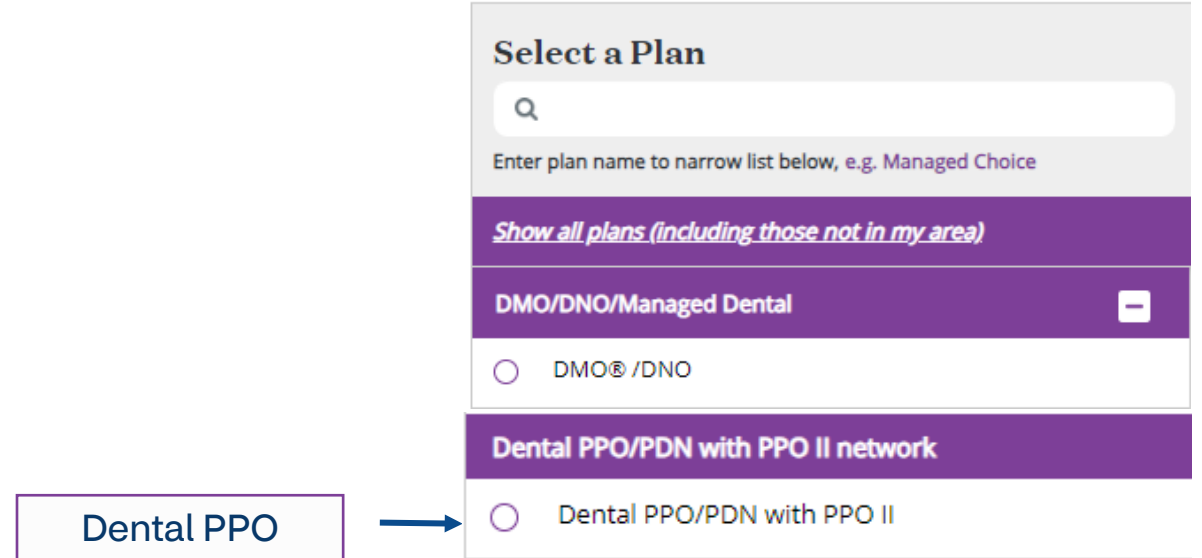 Select a Plan
Enter plan name to narrow list below, e.g. Managed Choice
Show all plans (including those not in my area)
DMO/DNO/Managed Dental
DMO® /DNO
Dental PPO/PDN with PPO II network
Dental PPO
Dental PPO/PDN with PPO II